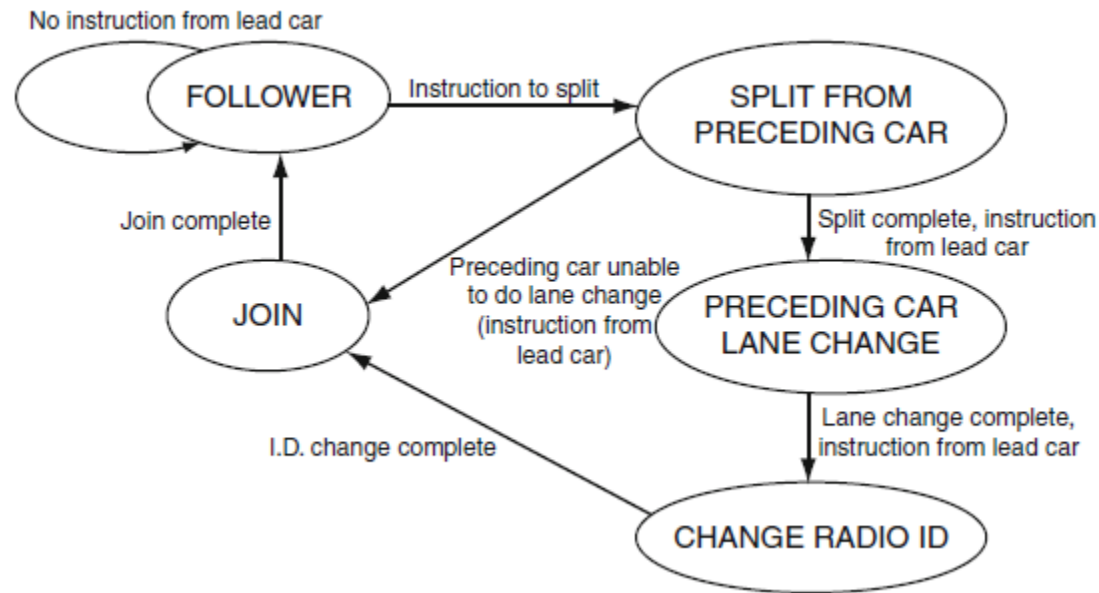 No instruction from lead car
FOLLOWER
Instruction to split
SPLIT FROM
PRECEDING CAR
Join complete
Split complete, instruction
from lead car
Preceding car unable
to do lane change
(instruction from
lead car)
JOIN
PRECEDING CAR
LANE CHANGE
I.D. change complete
Lane change complete,
instruction from lead car
CHANGE RADIO ID